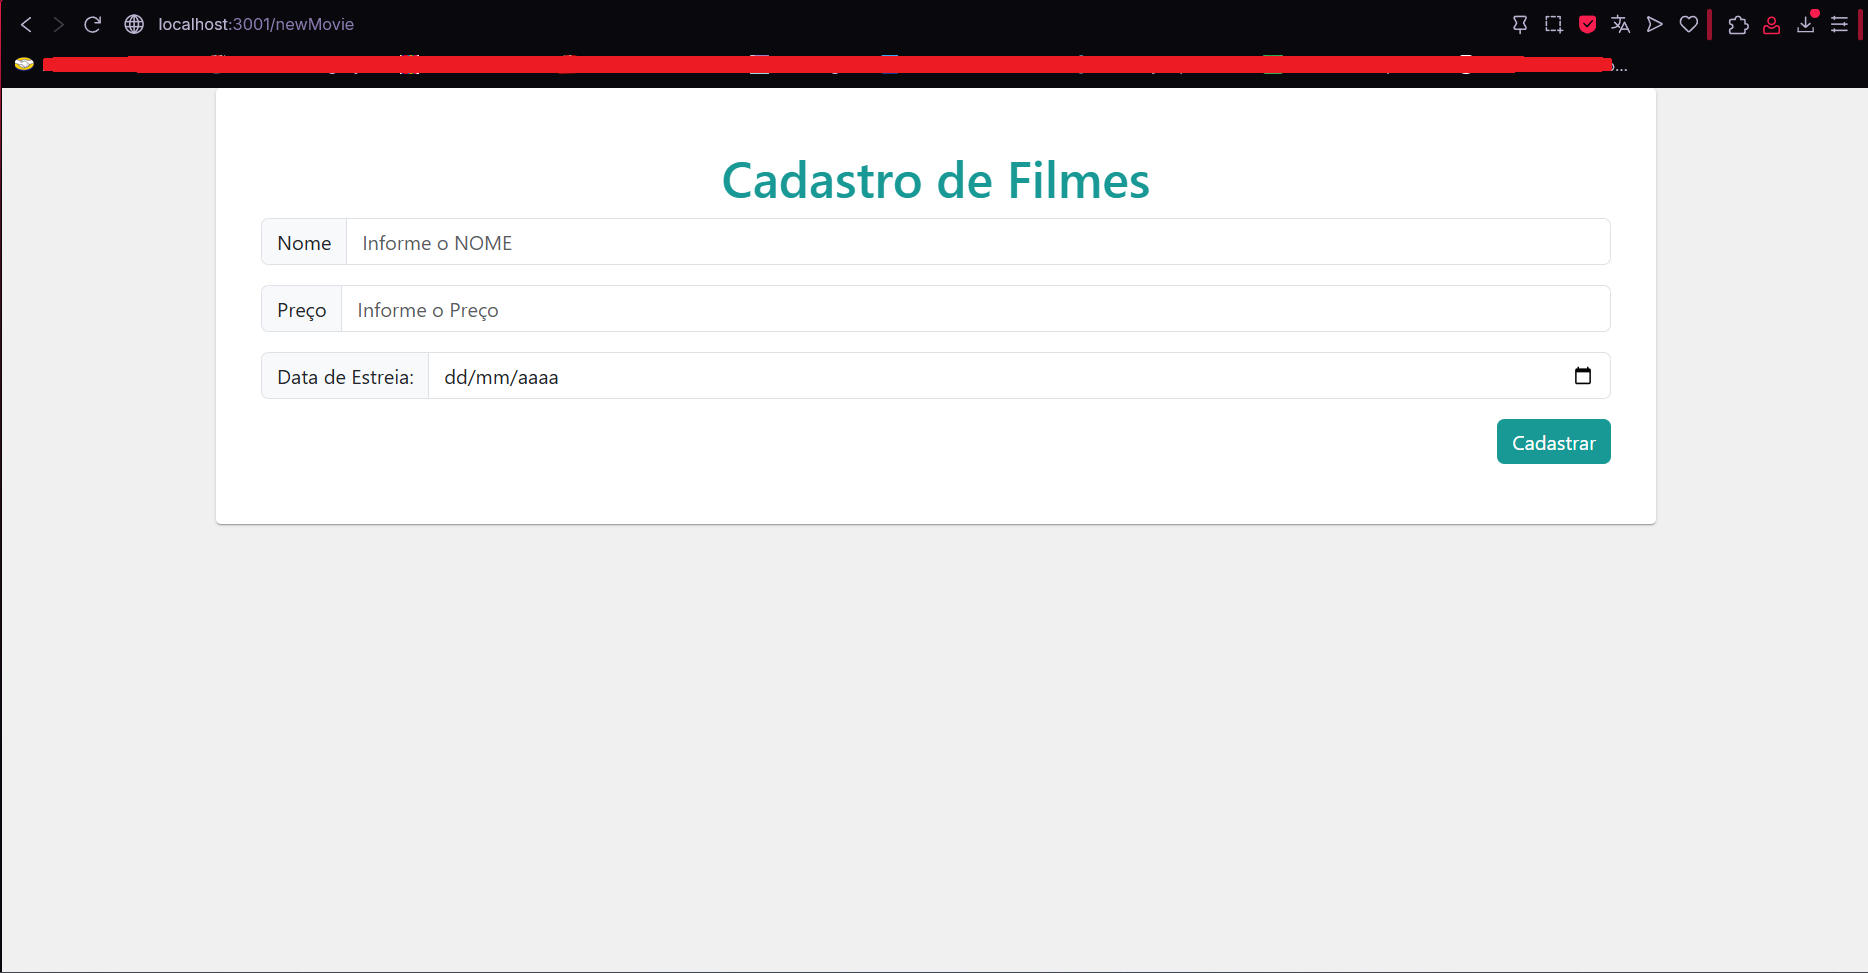 localhost:3001/newMovie
Cadastro de Filmes
Nome Informe o NOME
Preço Informe o Preço
Data de Estreia: dd/mm/aaaa
Cadastrar